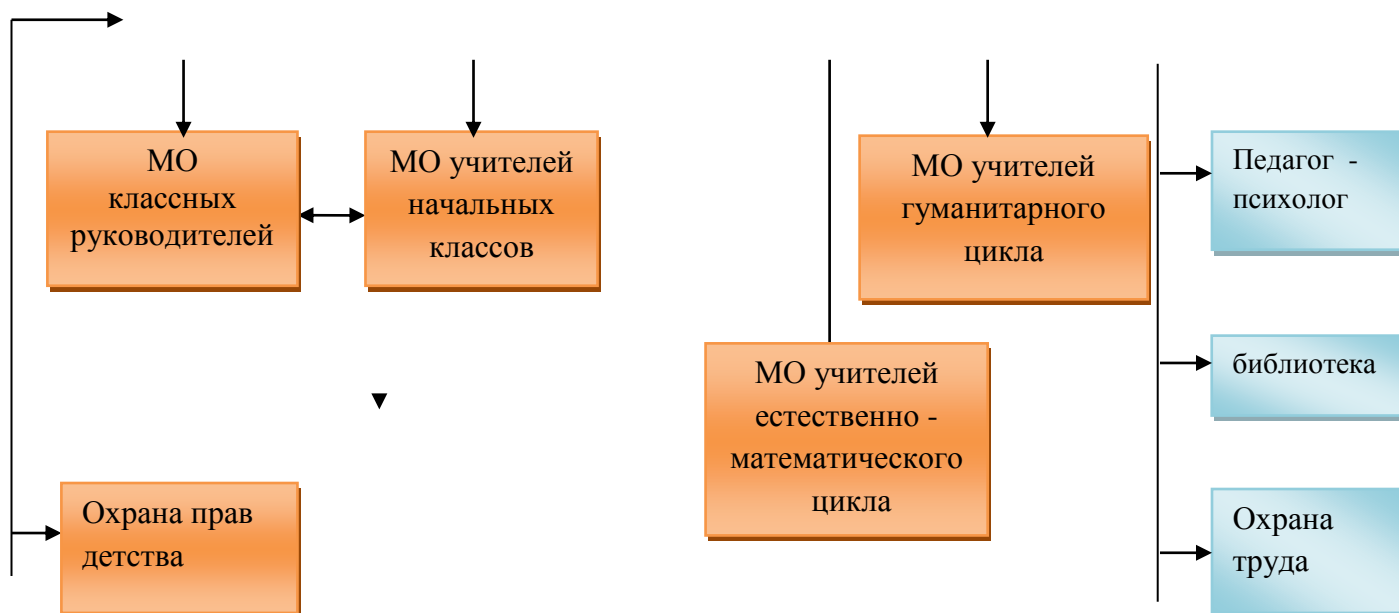 МО
классных
руководителей
МО учителей
начальных
классов
МО учителей
гуманитарного
цикла
Педагог -
психолог
МО учителей
естественно -
математического
цикла
библиотека
Охрана прав
детства
Охрана
труда